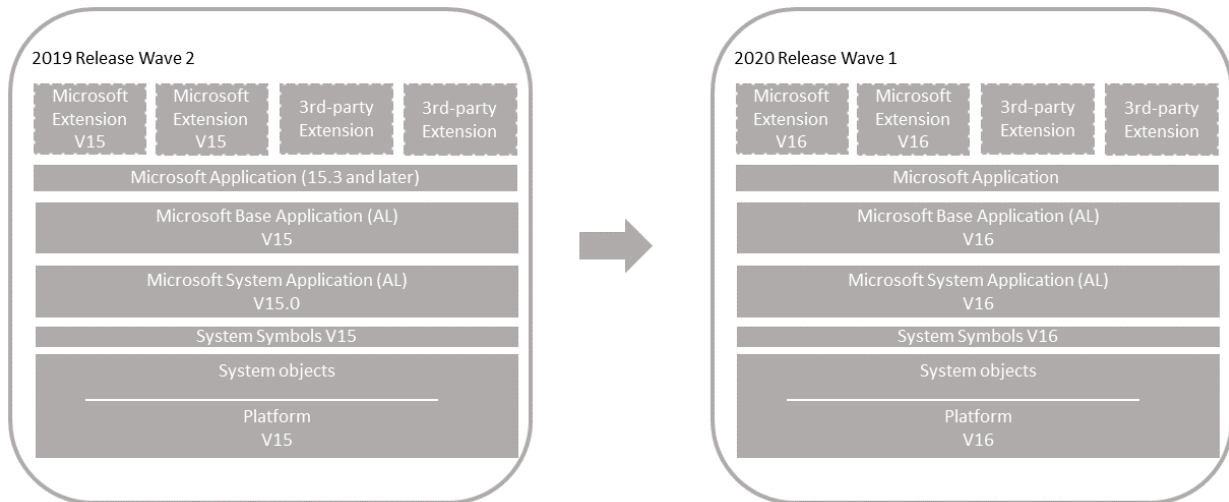 2019 Release Wave 2
Microsoft
Extension
V15
Microsoft
Extension
V15
3rd-party
Extension
3rd-party
Extension
Microsoft Application (15.3 and later)
Microsoft Base Application (AL)
V15
Microsoft System Application (AL)
V15.0
System Symbols V15
System objects
Platform
V15
2020 Release Wave 1
Microsoft
Extension
V16
Microsoft
Extension
V16
3rd-party
Extension
3rd-party
Extension
Microsoft Application
Microsoft Base Application (AL)
V16
Microsoft System Application (AL)
V16
System Symbols V16
System objects
Platform
V16